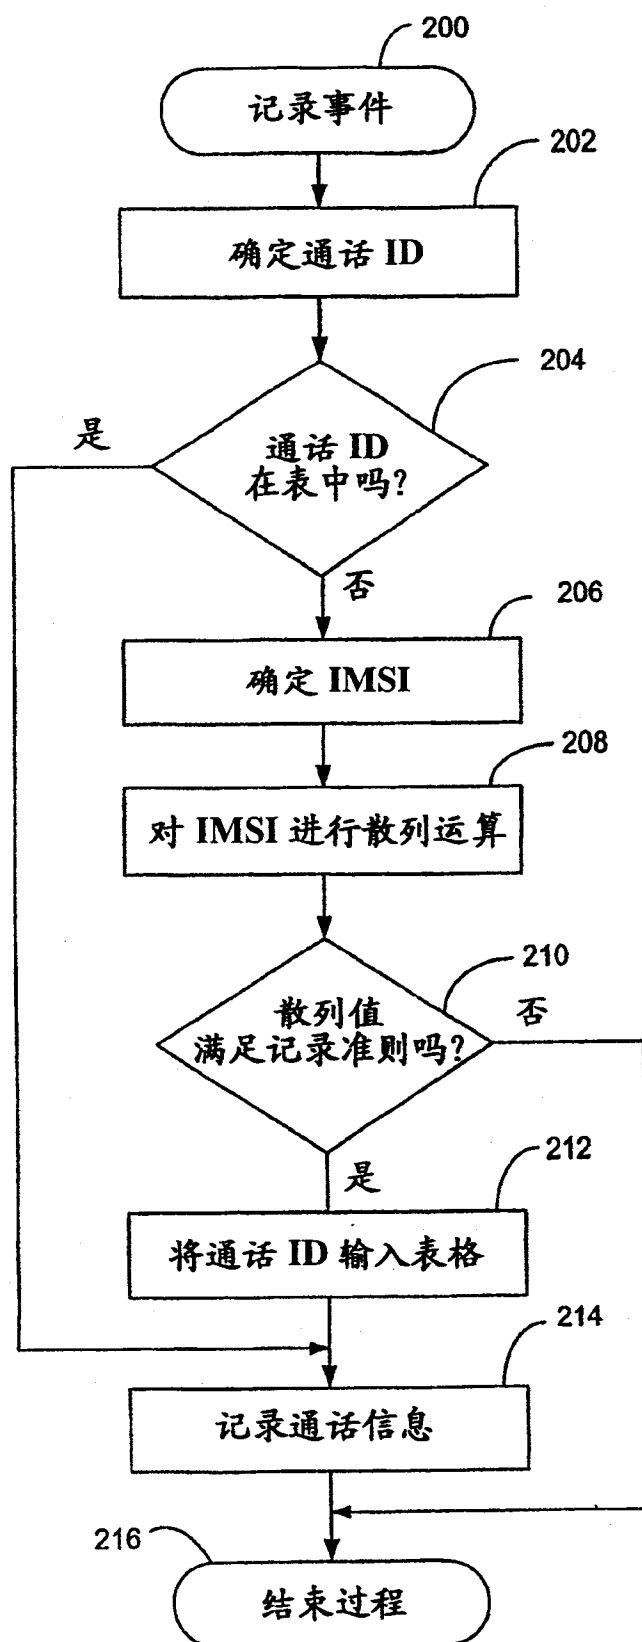 200
记录事件
202
确定通话 ID
204
是
通话 ID
在表中吗?
否
206
确定 IMSI
208
对 IMSI 进行散列运算
210
散列值
满足记录准则吗?
否
212
是
将通话 ID 输入表格
214
记录通话信息
216
结束过程